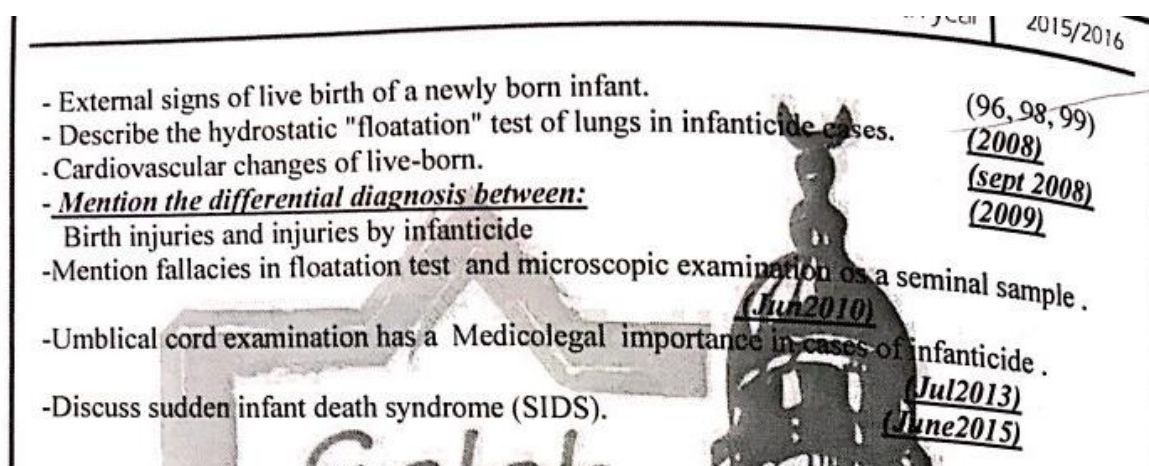 year 2015/2016
- External signs of live birth of a newly born infant. (96, 98, 99)
- Describe the hydrostatic "floatation" test of lungs in infanticide cases. (2008)
- Cardiovascular changes of live-born. (sept 2008)
- Mention the differential diagnosis between: (2009)
Birth injuries and injuries by infanticide
-Mention fallacies in floatation test and microscopic examination os a seminal sample .
(Jun2010)
-Umblical cord examination has a Medicolegal importance in cases of infanticide .
(Jul2013)
-Discuss sudden infant death syndrome (SIDS).
(June2015)